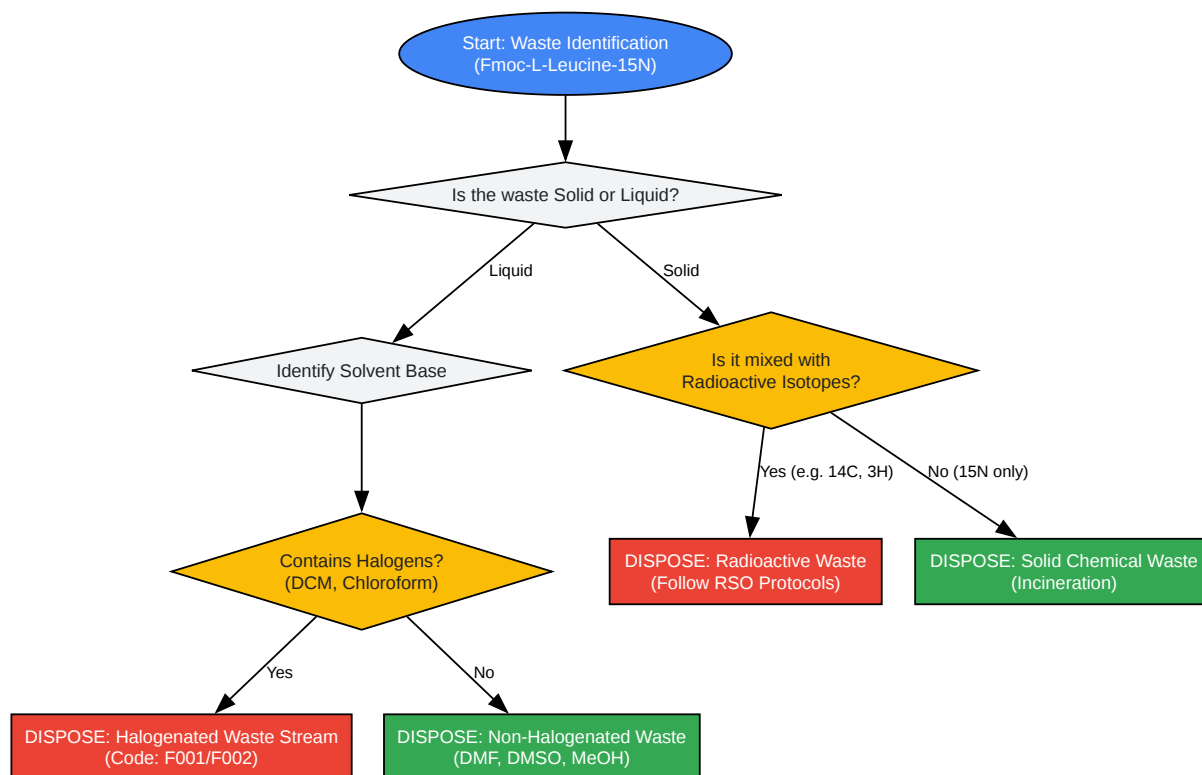 Start: Waste Identification
(Fmoc-L-Leucine-15N)
Is the waste Solid or Liquid?
Liquid
Solid
Identify Solvent Base
Is it mixed with
Radioactive Isotopes?
Yes (e.g. 14C, 3H)
No (15N only)
Contains Halogens?
(DCM, Chloroform)
DISPOSE: Radioactive Waste
(Follow RSO Protocols)
DISPOSE: Solid Chemical Waste
(Incineration)
Yes
No
DISPOSE: Halogenated Waste Stream
(Code: F001/F002)
DISPOSE: Non-Halogenated Waste
(DMF, DMSO, MeOH)